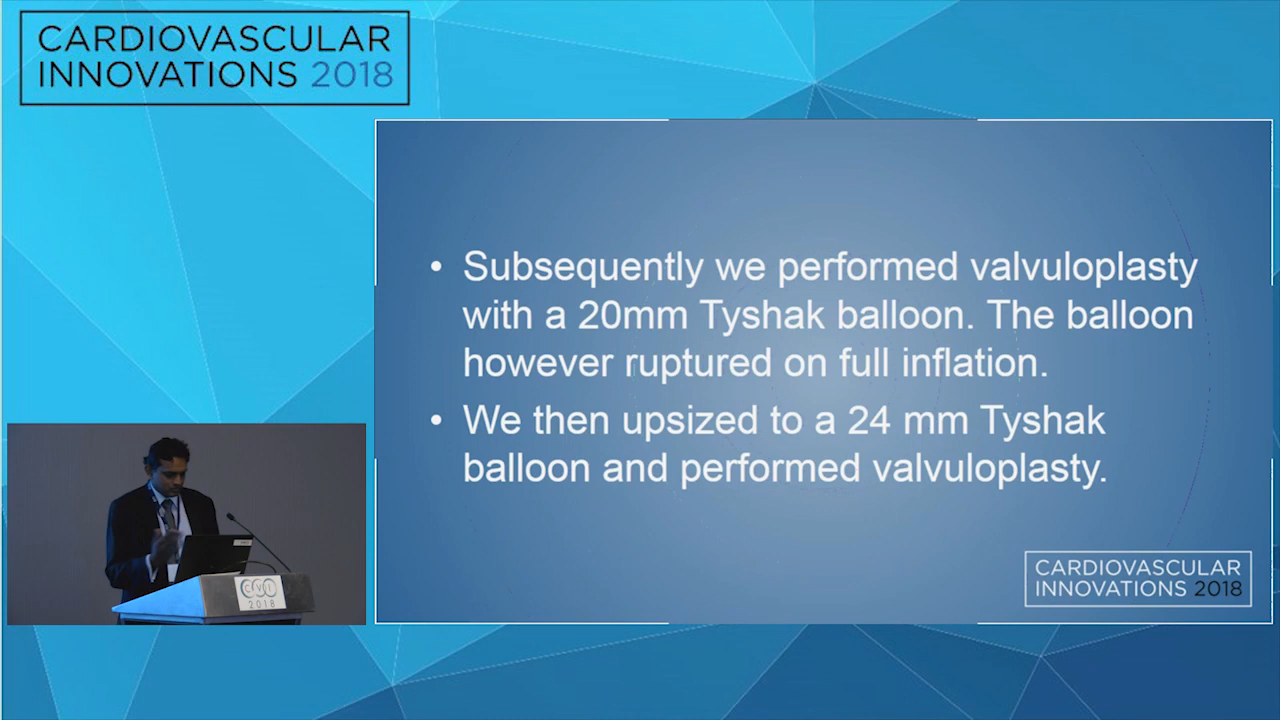 CARDIOVASCULAR
INNOVATIONS 2018
• Subsequently we performed valvuloplasty
with a 20mm Tyshak balloon. The balloon
however ruptured on full inflation.
• We then upsized to a 24 mm Tyshak
balloon and performed valvuloplasty.
CARDIOVASCULAR
INNOVATIONS 2018
CVI
2018